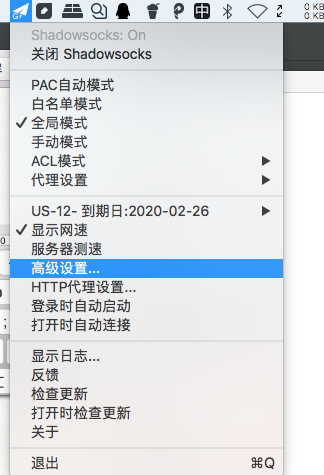 0 KB
0 KB
Shadowsocks: On
关闭 Shadowsocks
PAC自动模式
白名单模式
全局模式
手动模式
ACL模式
代理设置
US-12- 到期日:2020-02-26
显示网速
服务器测速
高级设置...
HTTP代理设置...
登录时自动启动
打开时自动连接
显示日志...
反馈
检查更新
打开时检查更新
关于
退出 ⌘Q